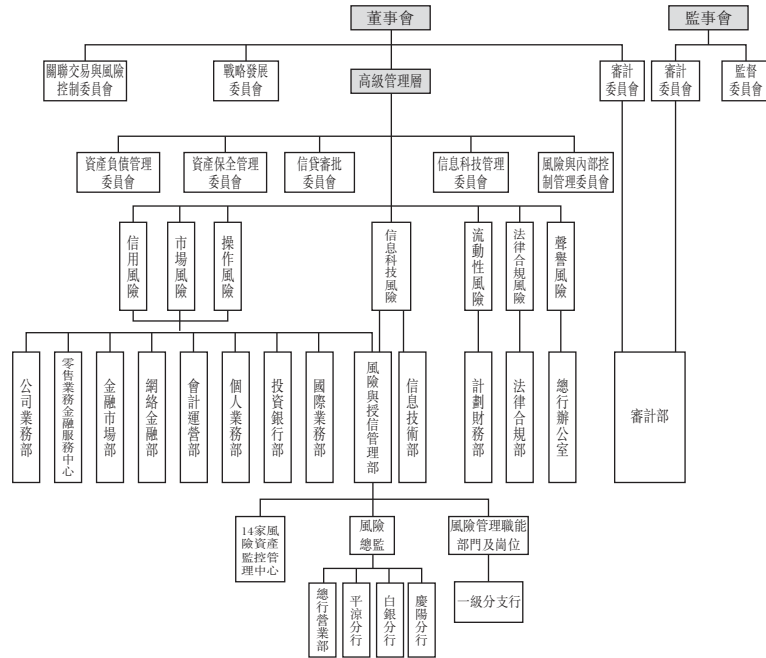 董事會
監事會
關聯交易與風險
控制委員會
戰略發展
委員會
高級管理層
審計
委員會
審計
委員會
監督
委員會
資產負債管理
委員會
資產保全管理
委員會
信貸審批
委員會
信息科技管理
委員會
風險與內部控
制管理委員會
信用風險
市場風險
操作風險
信息科技風險
流動性風險
法律合規風險
聲譽風險
公司業務部
零售業務金融服務中心
金融市場部
網絡金融部
會計運營部
個人業務部
投資銀行部
國際業務部
風險與授信管理部
信息技術部
計劃財務部
法律合規部
總行辦公室
審計部
14家風
險資產
監控管
理中心
風險
總監
風險管理職能
部門及崗位
總行營業部
平涼分行
白銀分行
慶陽分行
一級分支行